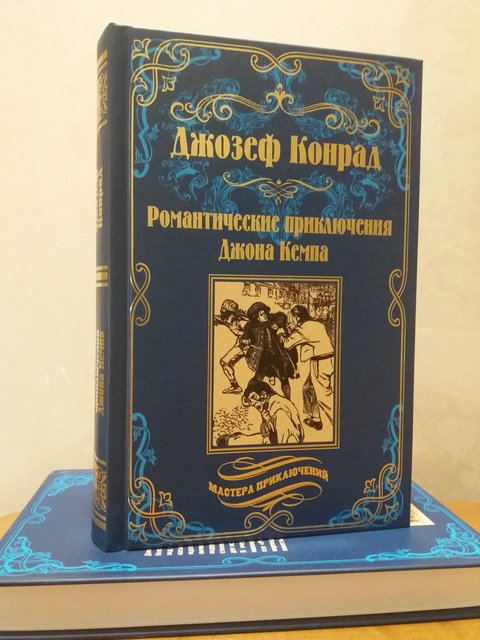 Джозеф Конрад
Романтические приключения
Джона Кемпа
МАСТЕРА ПРИКЛЮЧЕНИЙ